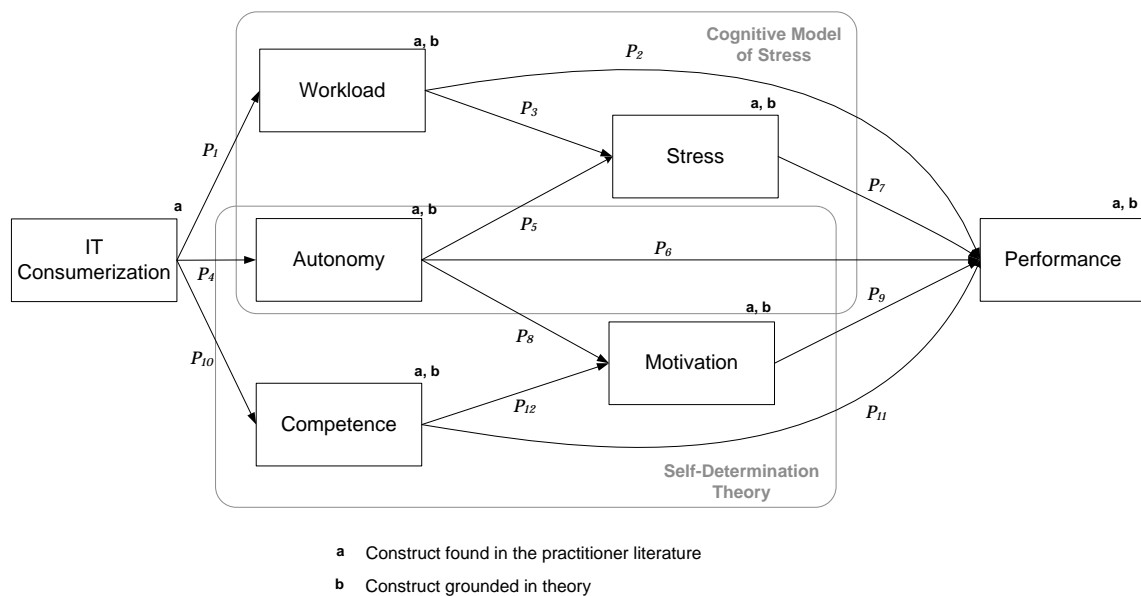 Cognitive Model
of Stress
a, b
Workload
P₂
P₃
a, b
Stress
P₁
P₇
a
IT
Consumerization
a, b
Autonomy
P₄
P₅
P₆
a, b
Performance
P₈
P₉
a, b
Motivation
P₁₀
a, b
Competence
P₁₂
P₁₁
Self-Determination
Theory
a Construct found in the practitioner literature
b Construct grounded in theory